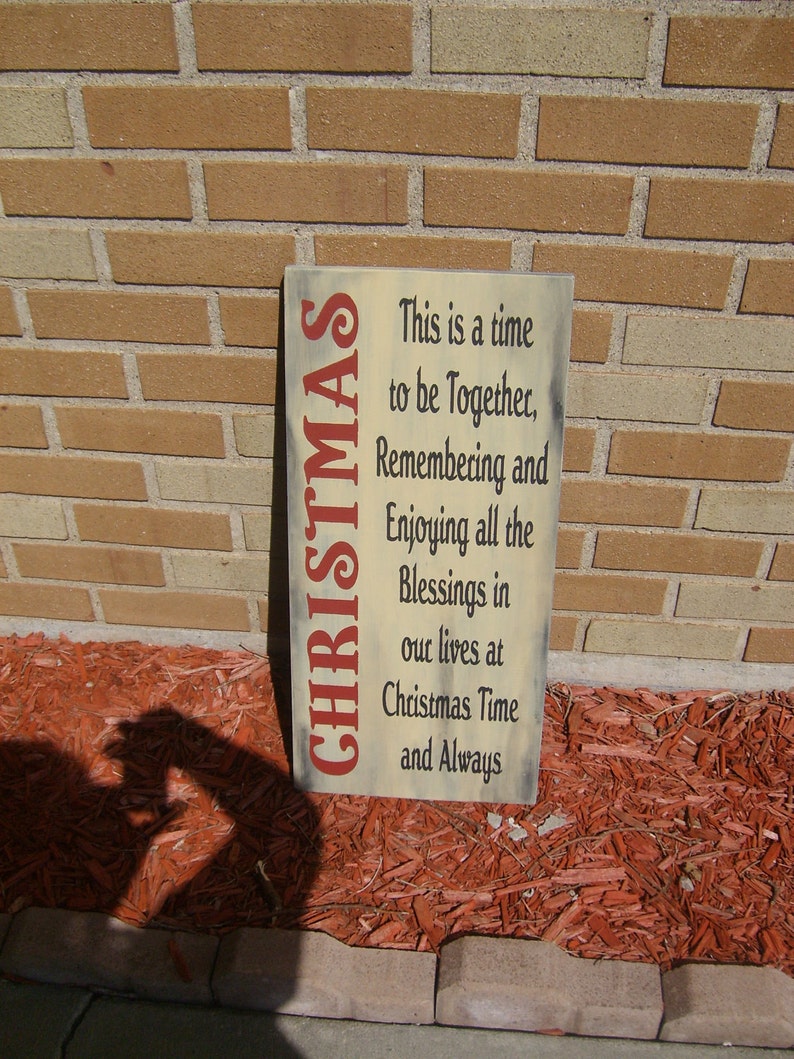 CHRISTMAS
This is a time
to be Together,
Remembering and
Enjoying all the
Blessings in
our lives at
Christmas Time
and Always